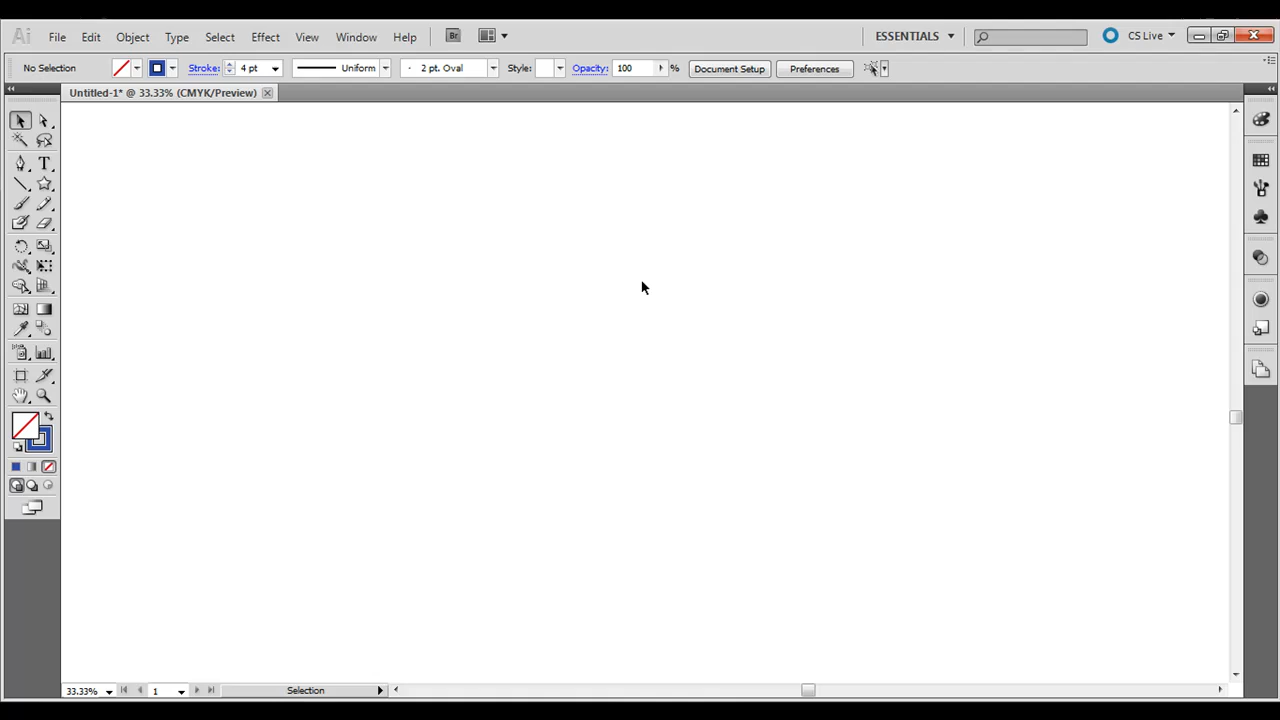 Ai File Edit Object Type Select Effect View Window Help Br ESSENTIALS CS Live
No Selection Stroke: 4 pt Uniform 2 pt. Oval Style: Opacity: 100 % Document Setup Preferences
Untitled-1* @ 33.33% (CMYK/Preview)
T
33.33% 1 Selection